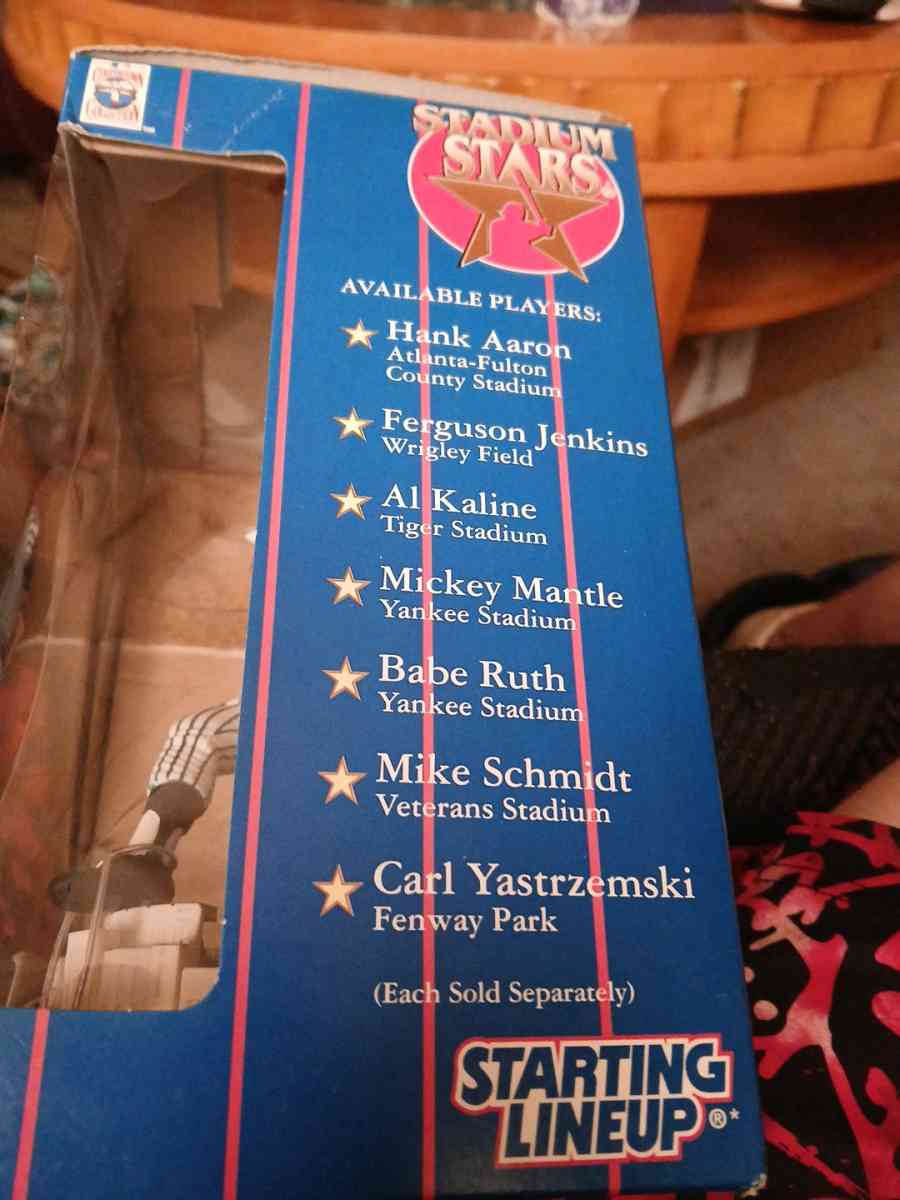 STADIUM
STARS
AVAILABLE PLAYERS:
Hank Aaron
Atlanta-Fulton
County Stadium
Ferguson Jenkins
Wrigley Field
Al Kaline
Tiger Stadium
Mickey Mantle
Yankee Stadium
Babe Ruth
Yankee Stadium
Mike Schmidt
Veterans Stadium
Carl Yastrzemski
Fenway Park
(Each Sold Separately)
STARTING
LINEUP®*